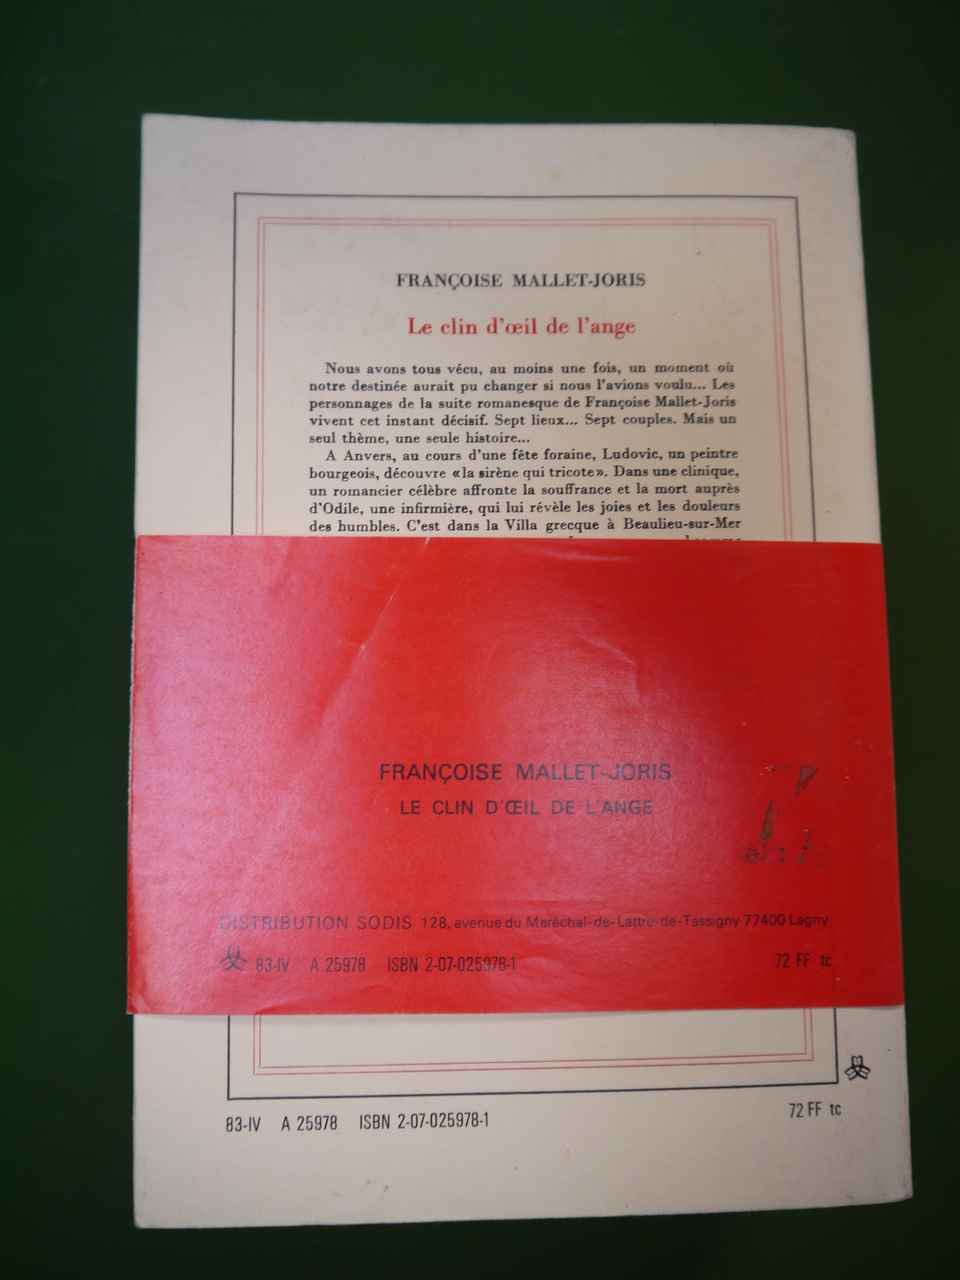 FRANÇOISE MALLET-JORIS
Le clin d'œil de l'ange
Nous avons tous vécu, au moins une fois, un moment où
notre destinée aurait pu changer si nous l'avions voulu... Les
personnages de la suite romanesque de Françoise Mallet-Joris
vivent cet instant décisif. Sept lieux... Sept couples. Mais un
seul thème, une seule histoire...
A Anvers, au cours d'une fête foraine, Ludovic, un peintre
bourgeois, découvre «la sirène qui tricote». Dans une clinique,
un romancier célèbre affronte la souffrance et la mort auprès
d'Odile, une infirmière, qui lui révèle les joies et les douleurs
des humbles. C'est dans la Villa grecque à Beaulieu-sur-Mer
FRANÇOISE MALLET-JORIS
LE CLIN D'ŒIL DE L'ANGE
DISTRIBUTION SODIS 128, avenue du Maréchal-de-Lattre-de-Tassigny 77400 Lagny
83-IV A 25978 ISBN 2-07-025978-1 72 FF tc
83-IV A 25978 ISBN 2-07-025978-1 72 FF tc